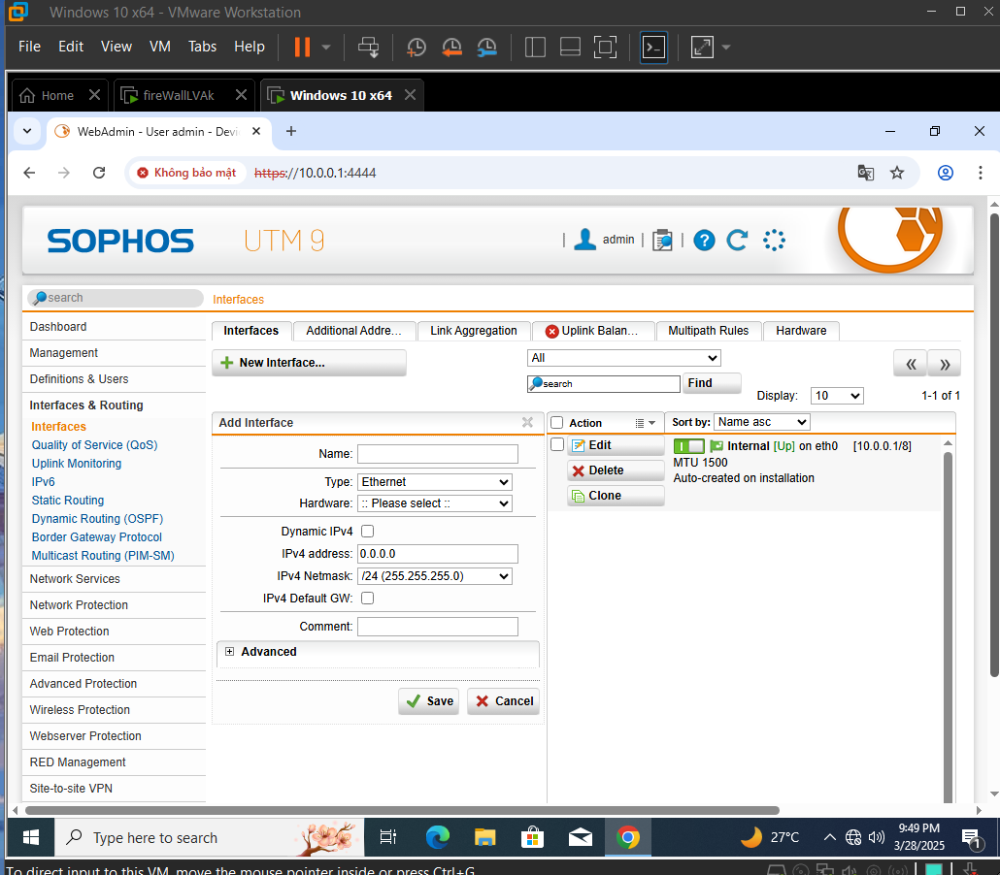 Windows 10 x64 - VMware Workstation
File Edit View VM Tabs Help
Home fireWallLVAk Windows 10 x64
WebAdmin - User admin - Devi
Không bảo mật https://10.0.0.1:4444
SOPHOS UTM 9 | admin | |
search Interfaces
Dashboard
Management
Definitions & Users
Interfaces & Routing
Interfaces
Quality of Service (QoS)
Uplink Monitoring
IPv6
Static Routing
Dynamic Routing (OSPF)
Border Gateway Protocol
Multicast Routing (PIM-SM)
Network Services
Network Protection
Web Protection
Email Protection
Advanced Protection
Wireless Protection
Webserver Protection
RED Management
Site-to-site VPN
Interfaces Additional Addre... Link Aggregation Uplink Balan... Multipath Rules Hardware
New Interface... All « »
search Find Display: 10 1-1 of 1
Add Interface
Name:
Type: Ethernet
Hardware: :: Please select ::
Dynamic IPv4
IPv4 address: 0.0.0.0
IPv4 Netmask: /24 (255.255.255.0)
IPv4 Default GW:
Comment:
Advanced
Save Cancel
Action Sort by: Name asc
Edit Internal [Up] on eth0 [10.0.0.1/8]
MTU 1500
Delete Auto-created on installation
Clone
Type here to search 27°C 9:49 PM
3/28/2025 1
To direct input to this VM, move the mouse pointer inside or press Ctrl+G.